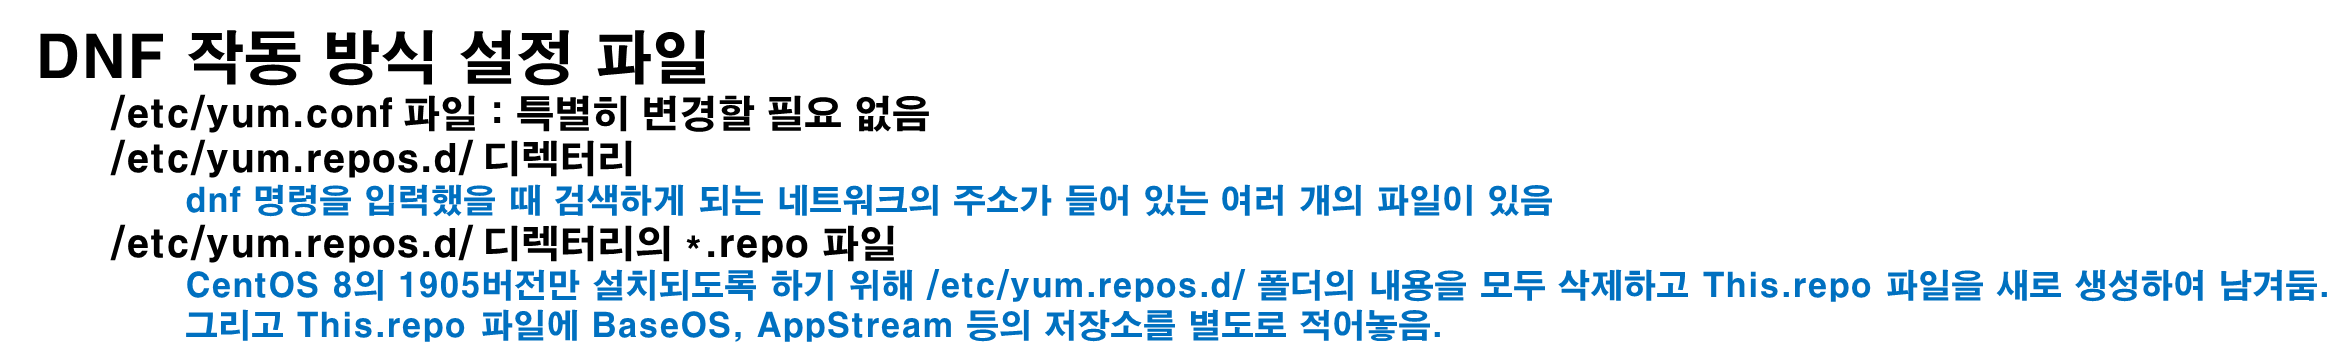 DNF 작동 방식 설정 파일
/etc/yum.conf 파일 : 특별히 변경할 필요 없음
/etc/yum.repos.d/ 디렉터리
dnf 명령을 입력했을 때 검색하게 되는 네트워크의 주소가 들어 있는 여러 개의 파일이 있음
/etc/yum.repos.d/ 디렉터리의 *.repo 파일
CentOS 8의 1905버전만 설치되도록 하기 위해 /etc/yum.repos.d/ 폴더의 내용을 모두 삭제하고 This.repo 파일을 새로 생성하여 남겨둠.
그리고 This.repo 파일에 BaseOS, AppStream 등의 저장소를 별도로 적어놓음.